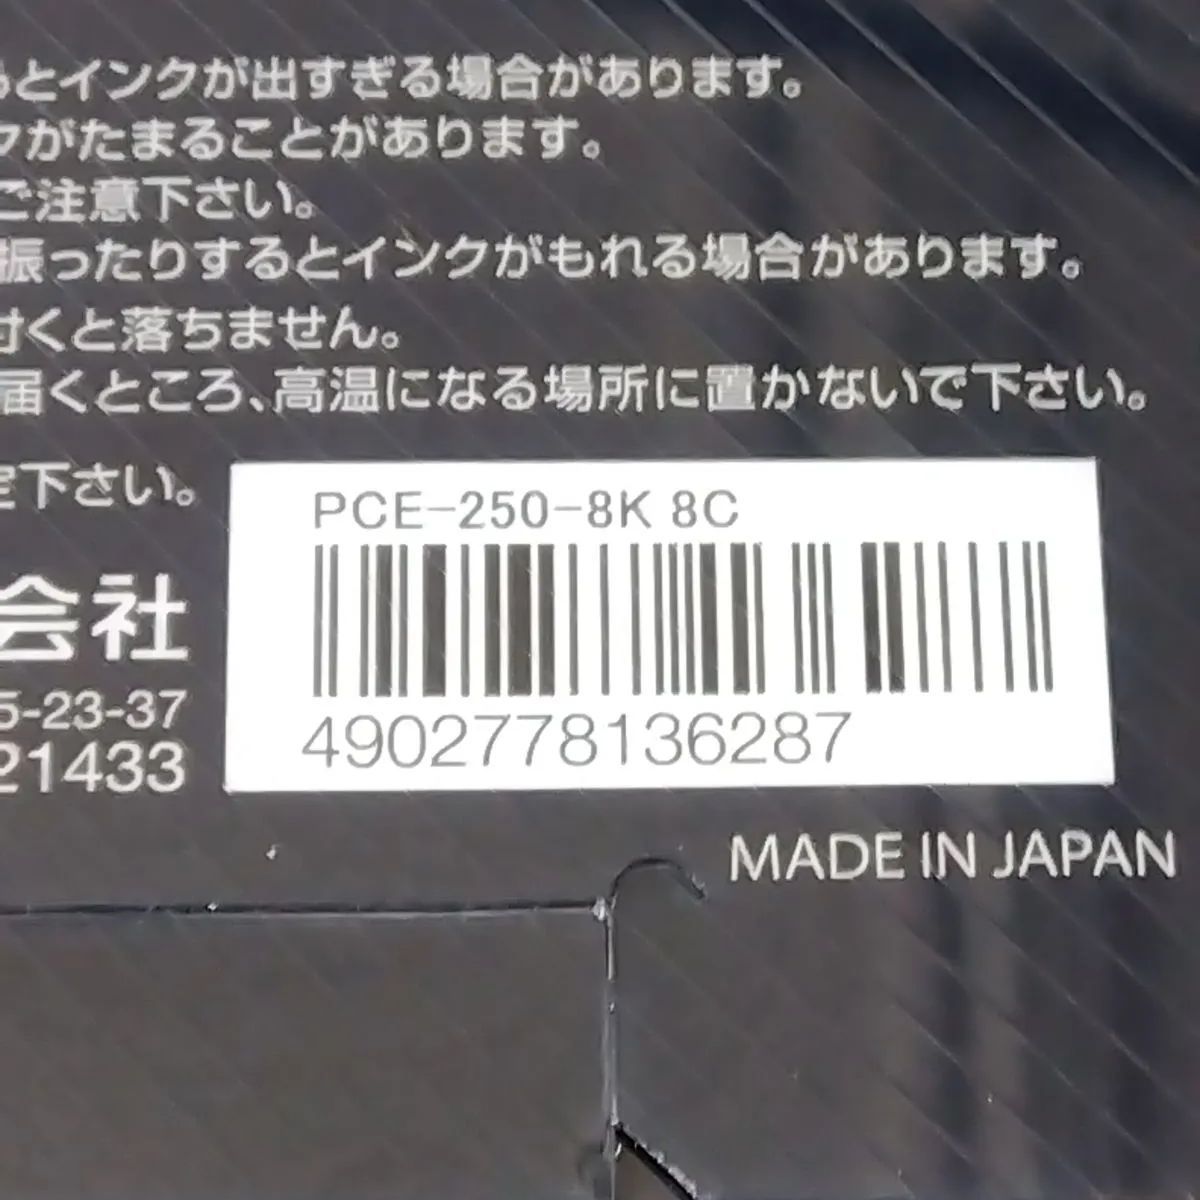 とインクが出すぎる場合があります。
がたまることがあります。
ご注意下さい。
振ったりするとインクがもれる場合があります。
付くと落ちません。
届くところ、高温になる場所に置かないで下さい。
定下さい。
PCE-250-8K 8C
会社
5-23-37
21433
4902778136287
MADE IN JAPAN